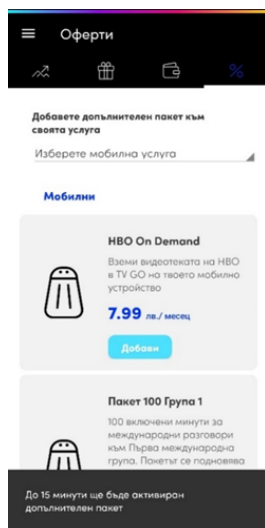 Оферти
Добавете допълнителен пакет към
своята услуга
Изберете мобилна услуга
Мобилни
HBO On Demand
Вземи видеотеката на HBO
в TV GO на твоето мобилно
устройство
7.99 лв./ месец
Добави
Пакет 100 Група 1
100 включени минути за
международни разговори
към Първа международна
група. Пакетът се подновява
До 15 минути ще бъде активиран
допълнителен пакет